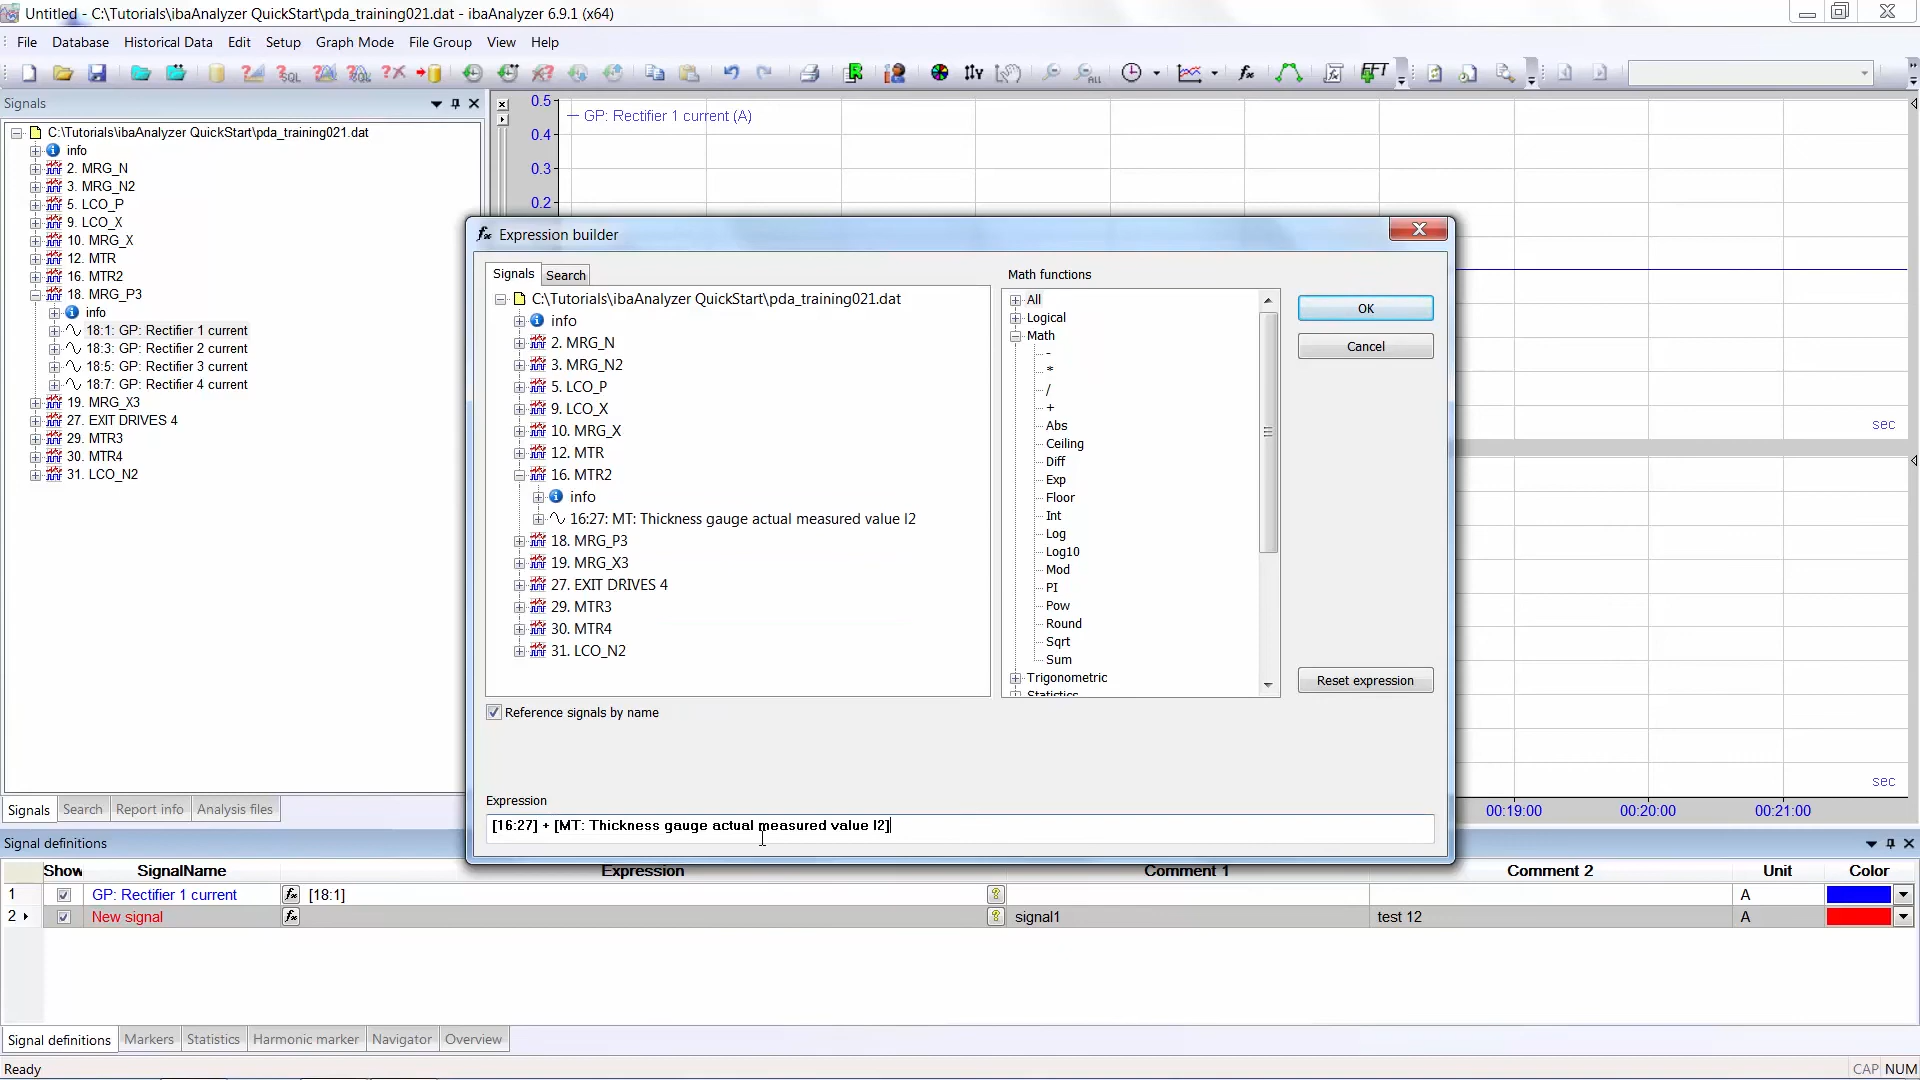 Untitled - C:\Tutorials\ibaAnalyzer QuickStart\pda_training021.dat - ibaAnalyzer 6.9.1 (x64)
File Database Historical Data Edit Setup Graph Mode File Group View Help
Signals
C:\Tutorials\ibaAnalyzer QuickStart\pda_training021.dat
info
2. MRG_N
3. MRG_N2
5. LCO_P
9. LCO_X
10. MRG_X
12. MTR
16. MTR2
18. MRG_P3
info
18:1: GP: Rectifier 1 current
18:3: GP: Rectifier 2 current
18:5: GP: Rectifier 3 current
18:7: GP: Rectifier 4 current
19. MRG_X3
27. EXIT DRIVES 4
29. MTR3
30. MTR4
31. LCO_N2
Signals Search Report info Analysis files
0.5
0.4
0.3
0.2
GP: Rectifier 1 current (A)
sec
sec
00:19:00 00:20:00 00:21:00
Expression builder
Signals Search
C:\Tutorials\ibaAnalyzer QuickStart\pda_training021.dat
info
2. MRG_N
3. MRG_N2
5. LCO_P
9. LCO_X
10. MRG_X
12. MTR
16. MTR2
info
16:27: MT: Thickness gauge actual measured value I2
18. MRG_P3
19. MRG_X3
27. EXIT DRIVES 4
29. MTR3
30. MTR4
31. LCO_N2
Reference signals by name
Math functions
All
Logical
Math
-
*
/
+
Abs
Ceiling
Diff
Exp
Floor
Int
Log
Log10
Mod
PI
Pow
Round
Sqrt
Sum
Trigonometric
Statistics
OK
Cancel
Reset expression
Expression
[16:27] + [MT: Thickness gauge actual measured value I2]
Signal definitions
Show SignalName Expression Comment 1 Comment 2 Unit Color
1 GP: Rectifier 1 current fx [18:1] ? A
2 New signal fx ? signal1 test 12 A
Signal definitions Markers Statistics Harmonic marker Navigator Overview
Ready CAP NUM